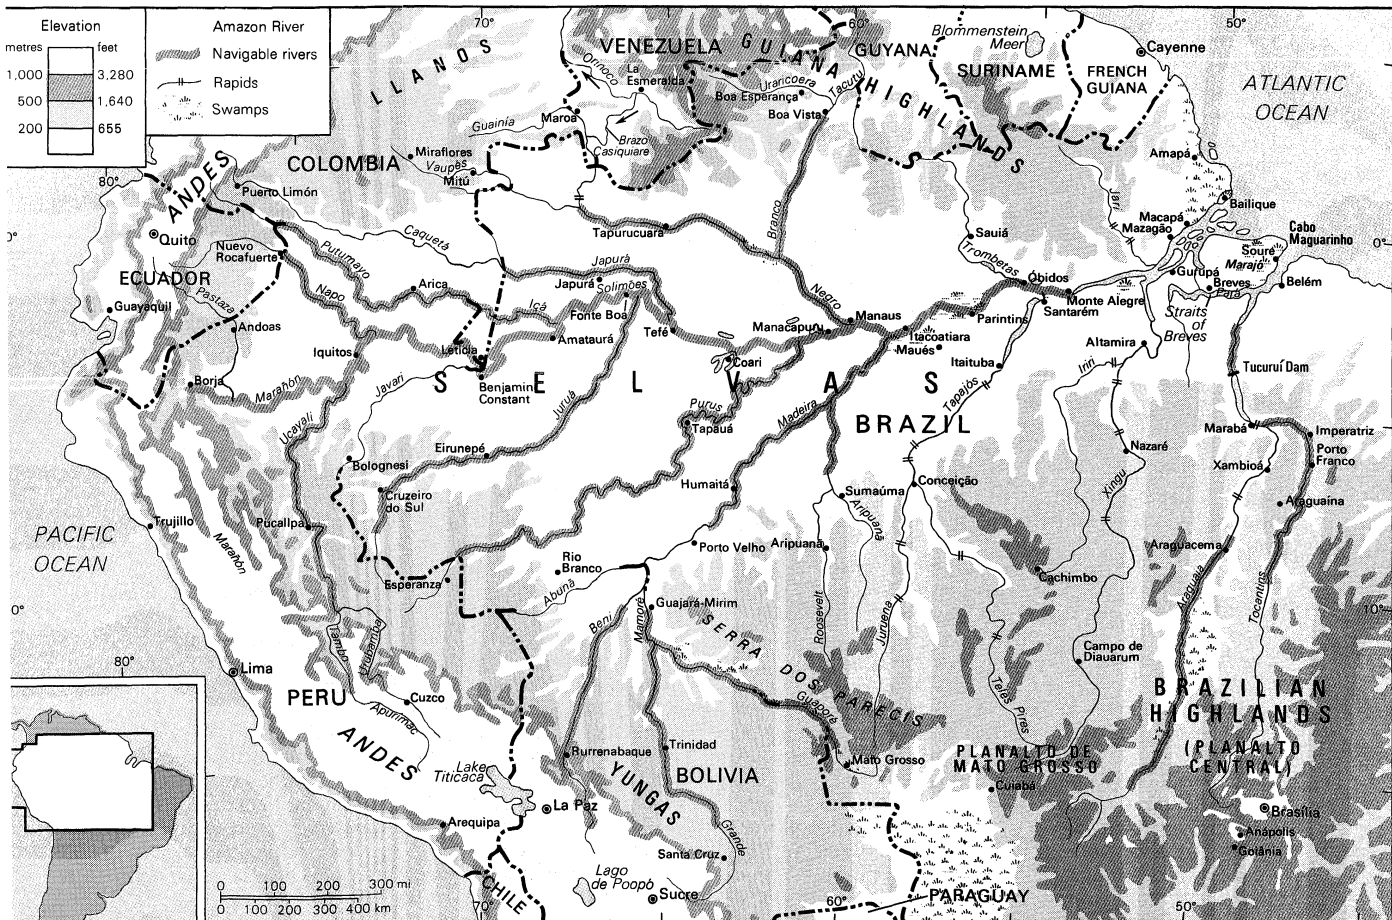 Elevation
metres
feet
1,000
3,280
500
1,640
200
655
Amazon River
Navigable rivers
Rapids
Swamps
70°
60°
50°
LLANOS
VENEZUELA
GUIANA HIGHLANDS
GUYANA
Blommenstein
Meer
SURINAME
FRENCH
GUIANA
Cayenne
ATLANTIC
OCEAN
Orinoco
La
Esmeralda
Uraricoera
Tacutu
Boa Esperança
Boa Vista
Guainía
Maroa
Brazo
Casiquiare
COLOMBIA
Miraflores
Vaupés
Mitú
80°
ANDES
Puerto Limón
Amapá
Jari
Bailique
Macapá
Mazagão
Cabo
Maguarinho
0°
0°
Quito
Nuevo
Rocafuerte
Putumayo
Caquetá
Tapurucuara
Branco
Sauiá
Trombetas
Soure
Marajó
ECUADOR
Pastaza
Napo
Arica
Japurá
Japurá
Solimões
Negro
Óbidos
Gurupá
Breves
Pará
Belém
Guayaquil
Andoas
Içá
Fonte Boa
Monte Alegre
Santarém
Straits
of
Breves
Iquitos
Leticia
Amataurá
Tefé
Manacapuru
Manaus
Parintins
Itacoatiara
Maués
Itaituba
Altamira
Coari
Borja
Marañón
Javari
Benjamin
Constant
SELVAS
Iriri
Tucuruí Dam
Juruá
Purus
Tapauá
Madeira
Tapajós
BRAZIL
Ucayali
Eirunepé
Marabá
Imperatriz
Bolognesi
Nazaré
Porto
Franco
Xambioá
Humaitá
Sumaúma
Conceição
Xingu
Cruzeiro
do Sul
Araguaína
PACIFIC
OCEAN
Trujillo
Pucallpa
Marañón
Aripuanã
Aripuanã
Porto Velho
Araguacema
Rio
Branco
Esperanza
Abunã
Cachimbo
10°
0°
Beni
Mamoré
Guajará-Mirim
Roosevelt
Juruena
Araguaia
Tocantins
SERRA DOS PARECIS
Tambo
Urubamba
Campo de
Diauarum
80°
Lima
PERU
Cuzco
Apurímac
Guaporé
Teles Pires
BRAZILIAN
HIGHLANDS
(PLANALTO
CENTRAL)
ANDES
Rurrenabaque
Trinidad
Mato Grosso
PLANALTO DE
MATO GROSSO
Lake
Titicaca
YUNGAS
BOLIVIA
Cuiabá
La Paz
Brasília
Arequipa
Grande
Anápolis
Goiânia
Santa Cruz
Lago
de Poopó
Sucre
CHILE
PARAGUAY
0 100 200 300 mi
0 100 200 300 400 km
70°
60°
50°